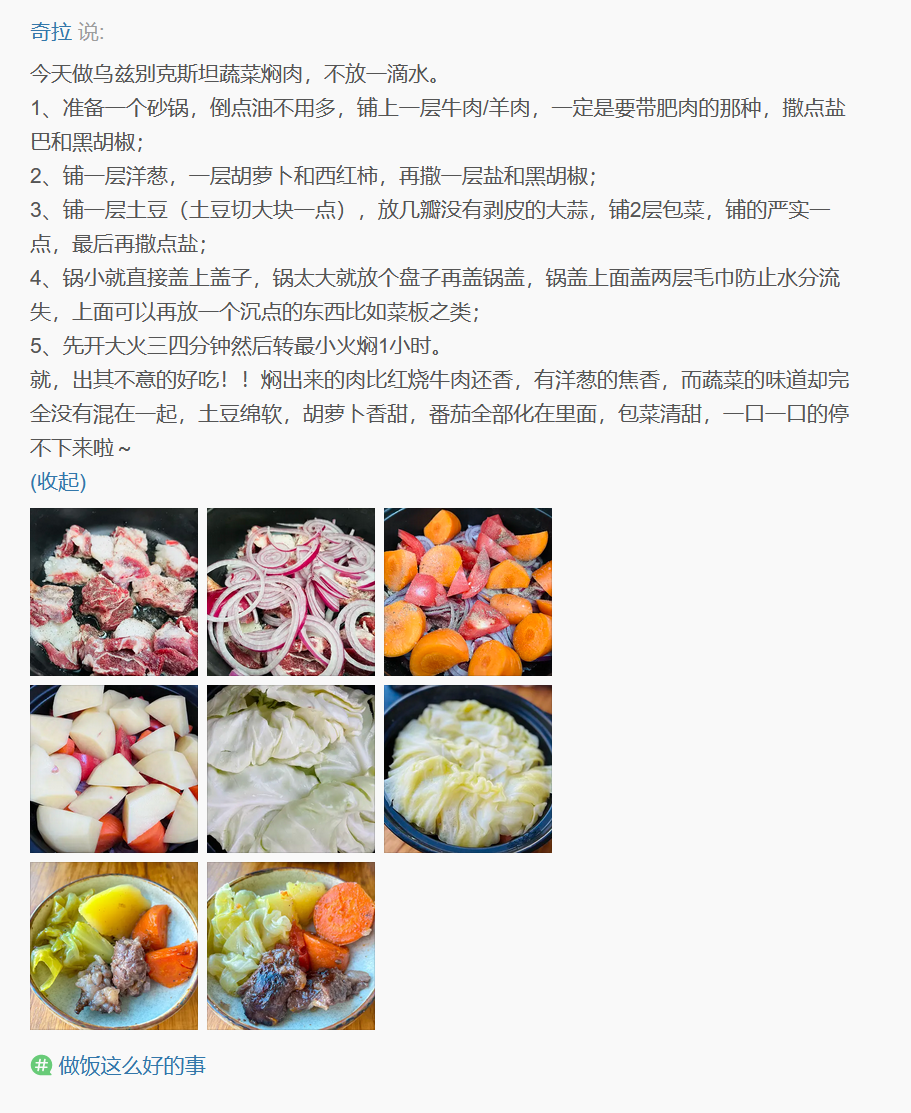 奇拉 说:
今天做乌兹别克斯坦蔬菜焖肉，不放一滴水。
1、准备一个砂锅，倒点油不用多，铺上一层牛肉/羊肉，一定是要带肥肉的那种，撒点盐
巴和黑胡椒；
2、铺一层洋葱，一层胡萝卜和西红柿，再撒一层盐和黑胡椒；
3、铺一层土豆（土豆切大块一点），放几瓣没有剥皮的大蒜，铺2层包菜，铺的严实一
点，最后再撒点盐；
4、锅小就直接盖上盖子，锅太大就放个盘子再盖锅盖，锅盖上面盖两层毛巾防止水分流
失，上面可以再放一个沉点的东西比如菜板之类；
5、先开大火三四分钟然后转最小火焖1小时。
就，出其不意的好吃！！焖出来的肉比红烧牛肉还香，有洋葱的焦香，而蔬菜的味道却完
全没有混在一起，土豆绵软，胡萝卜香甜，番茄全部化在里面，包菜清甜，一口一口的停
不下来啦～
(收起)
# 做饭这么好的事